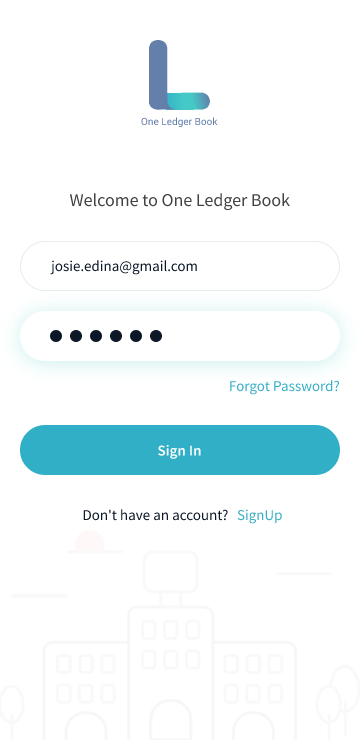 One Ledger Book
Welcome to One Ledger Book
josie.edina@gmail.com
Forgot Password?
Sign In
Don't have an account? SignUp